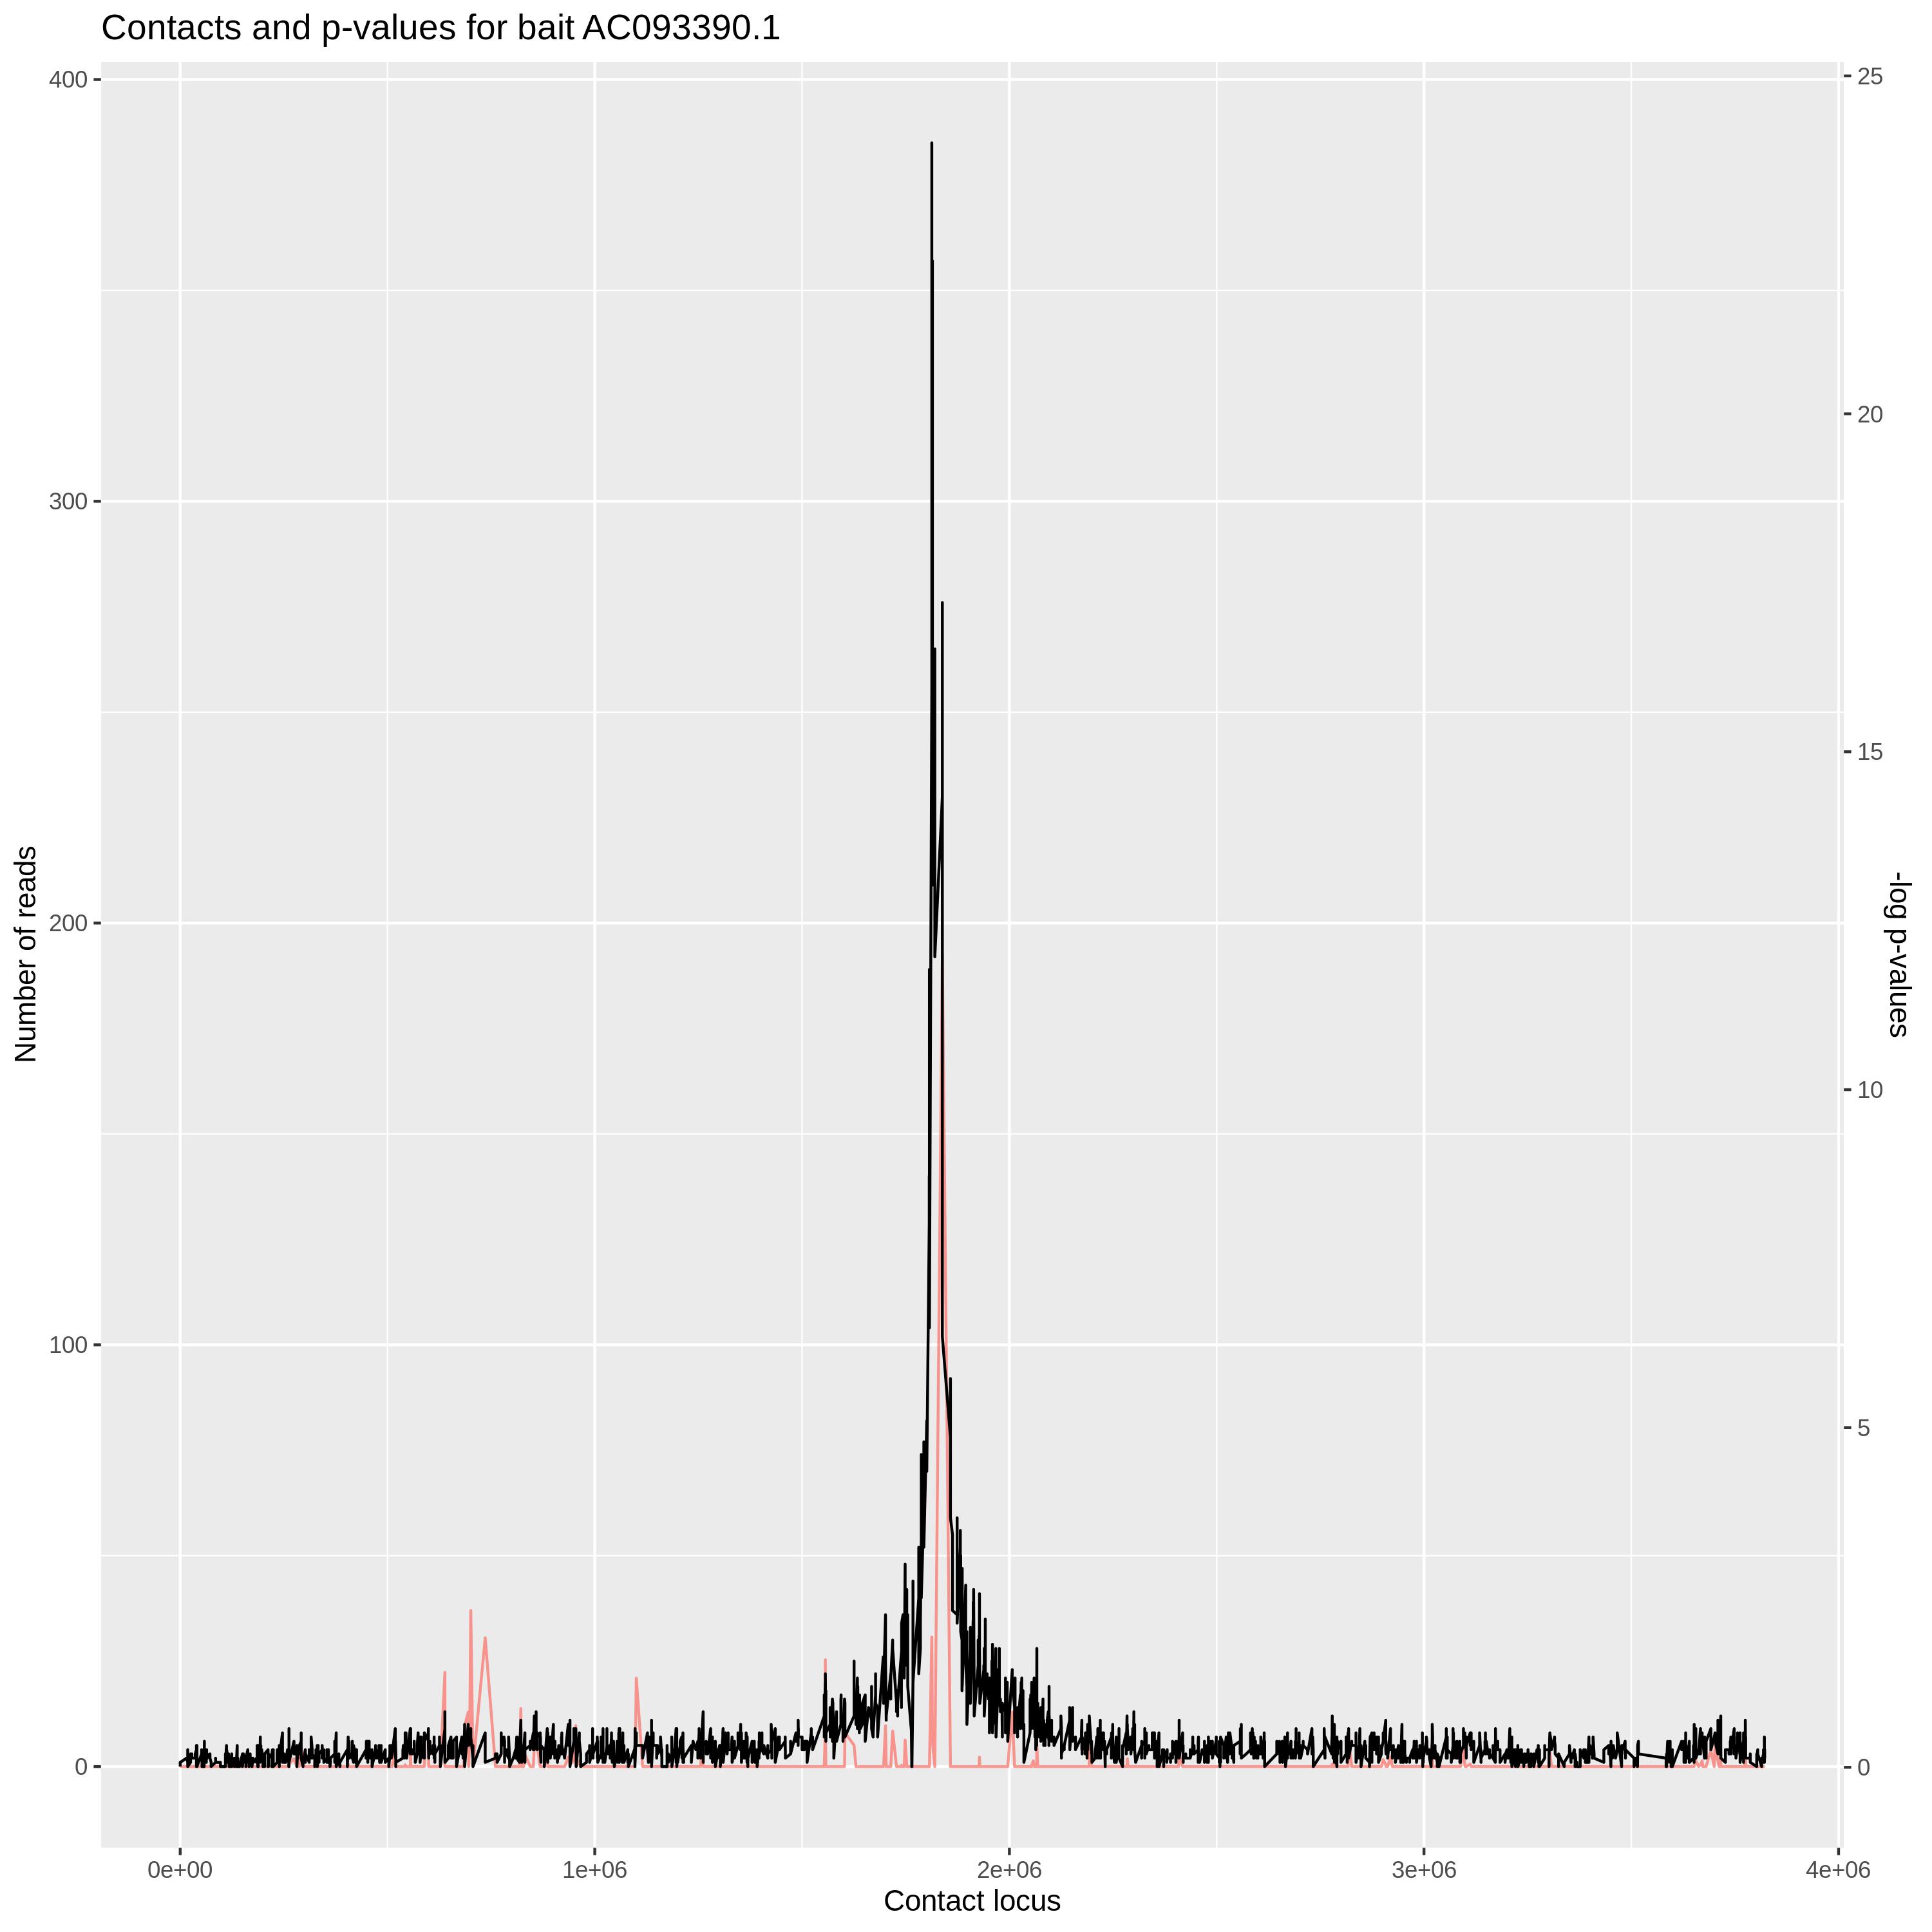 Contacts and p-values for bait AC093390.1
400
300
200
100
0
Number of reads
25
20
15
10
5
0
-log p-values
0e+00 1e+06 2e+06 3e+06 4e+06
Contact locus